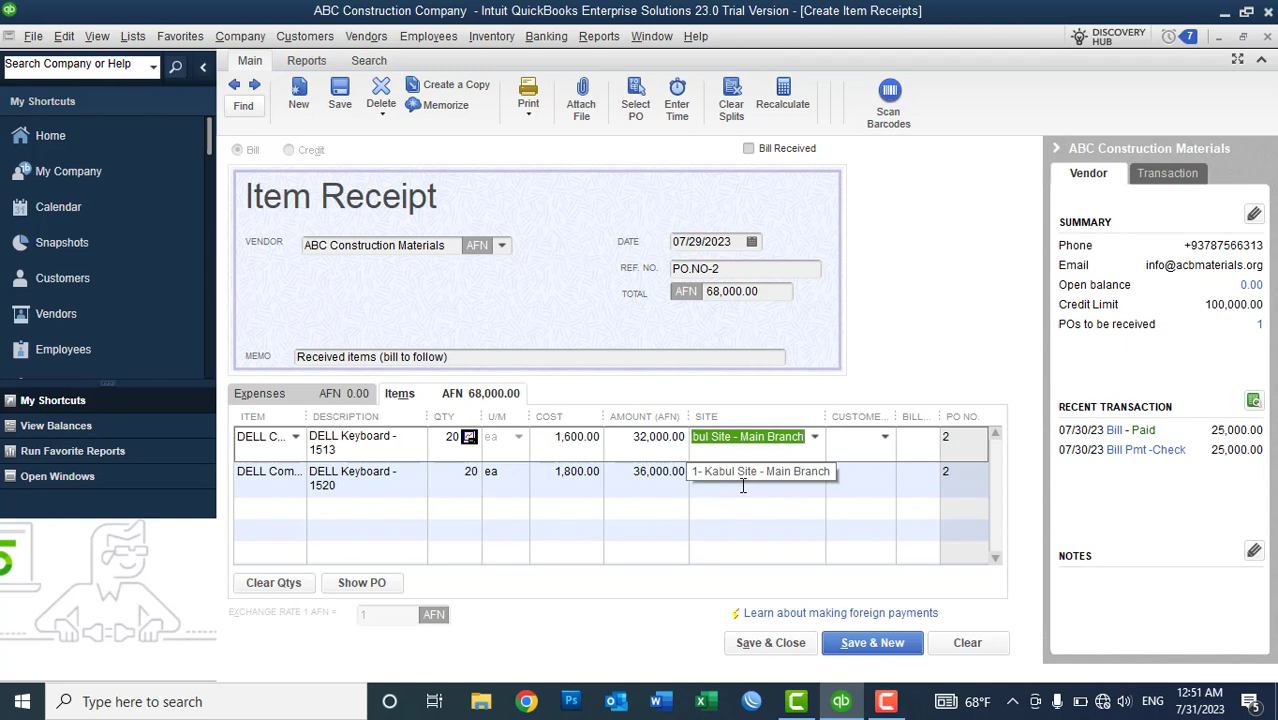 ABC Construction Company - Intuit QuickBooks Enterprise Solutions 23.0 Trial Version - [Create Item Receipts]
File Edit View Lists Favorites Company Customers Vendors Employees Inventory Banking Reports Window Help
DISCOVERY HUB
7
Search Company or Help
My Shortcuts
Home
My Company
Calendar
Snapshots
Customers
Vendors
Employees
My Shortcuts
View Balances
Run Favorite Reports
Open Windows
Main Reports Search
Find
New
Save
Delete
Create a Copy
Memorize
Print
Attach File
Select PO
Enter Time
Clear Splits
Recalculate
Scan Barcodes
Bill Credit
Bill Received
Item Receipt
VENDOR ABC Construction Materials AFN
DATE 07/29/2023
REF. NO. PO.NO-2
TOTAL AFN 68,000.00
MEMO Received items (bill to follow)
Expenses AFN 0.00 Items AFN 68,000.00
ITEM DESCRIPTION QTY U/M COST AMOUNT (AFN) SITE CUSTOME... BILL... PO NO.
DELL C... DELL Keyboard - 1513 20 ea 1,600.00 32,000.00 bul Site - Main Branch 2
DELL Com... DELL Keyboard - 1520 20 ea 1,800.00 36,000.00 1- Kabul Site - Main Branch 2
Clear Qtys Show PO
EXCHANGE RATE 1 AFN = 1 AFN
Learn about making foreign payments
Save & Close Save & New Clear
ABC Construction Materials
Vendor Transaction
SUMMARY
Phone +93787566313
Email info@acbmaterials.org
Open balance 0.00
Credit Limit 100,000.00
POs to be received 1
RECENT TRANSACTION
07/30/23 Bill - Paid 25,000.00
07/30/23 Bill Pmt -Check 25,000.00
NOTES
Type here to search
68°F
ENG
12:51 AM
7/31/2023
5